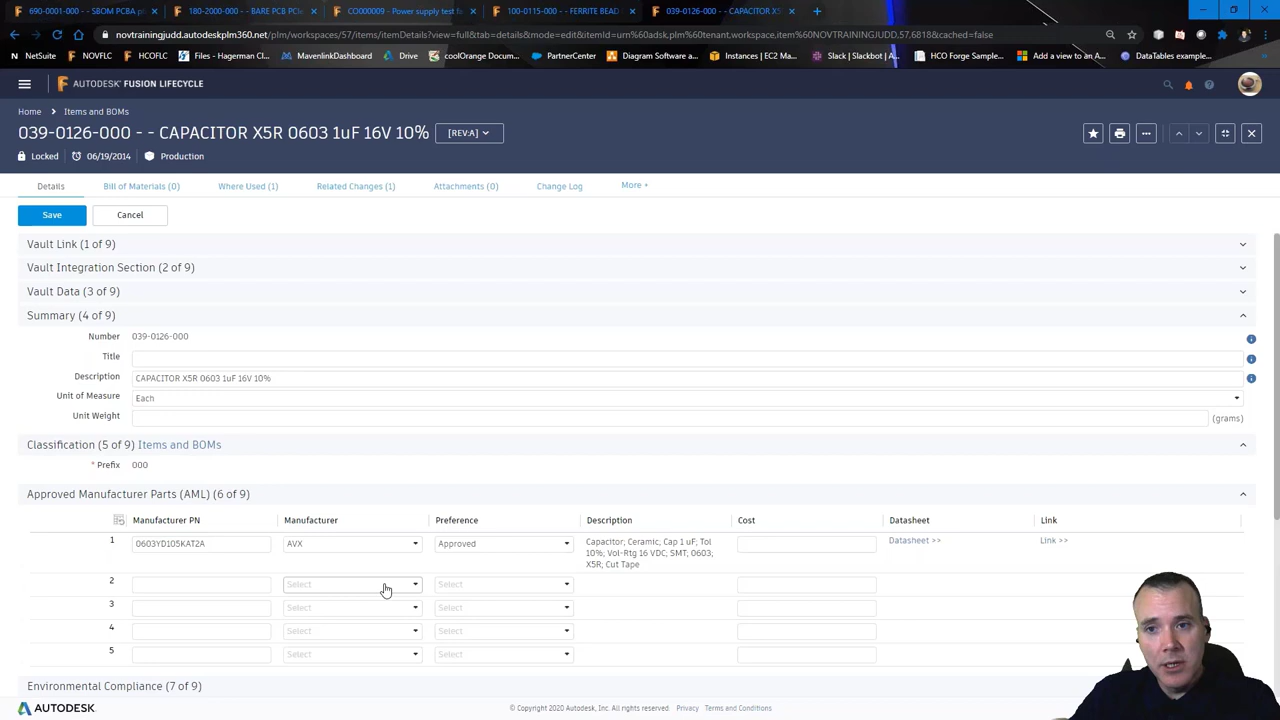 690-0001-000 - SBOM PCBA p
180-2000-000 - BARE PCB PCIe
CO000009 - Power supply test fa
100-0115-000 - FERRITE BEAD
039-0126-000 - CAPACITOR X5
novtrainingjudd.autodeskplm360.net/plm/workspaces/57/items/itemDetails?view=full&tab=details&mode=edit&itemId=urn%60adsk,plm%60tenant,workspace,item%60NOVTRAININGJUDD,57,6818&cached=false
NetSuite
NOVFLC
HCOFLC
Files - Hagerman Cl...
MavenlinkDashboard
Drive
coolOrange Docum...
PartnerCenter
Diagram Software a...
Instances | EC2 Ma...
Slack | Slackbot | A...
HCO Forge Sample...
Add a view to an A...
DataTables example...
AUTODESK® FUSION LIFECYCLE
Home > Items and BOMs
039-0126-000 - - CAPACITOR X5R 0603 1uF 16V 10%
[REV:A]
Locked
06/19/2014
Production
Details
Bill of Materials (0)
Where Used (1)
Related Changes (1)
Attachments (0)
Change Log
More +
Save
Cancel
Vault Link (1 of 9)
Vault Integration Section (2 of 9)
Vault Data (3 of 9)
Summary (4 of 9)
Number 039-0126-000
Title
Description CAPACITOR X5R 0603 1uF 16V 10%
Unit of Measure Each
Unit Weight (grams)
Classification (5 of 9) Items and BOMs
* Prefix 000
Approved Manufacturer Parts (AML) (6 of 9)
Manufacturer PN Manufacturer Preference Description Cost Datasheet Link
1 0603YD105KAT2A AVX Approved Capacitor; Ceramic; Cap 1 uF; Tol Datasheet >> Link >>
10%; Vol-Rtg 16 VDC; SMT; 0603;
X5R; Cut Tape
2 Select Select
3 Select Select
4 Select Select
5 Select Select
Environmental Compliance (7 of 9)
AUTODESK
© Copyright 2020 Autodesk, Inc. All rights reserved. Privacy Terms and Conditions